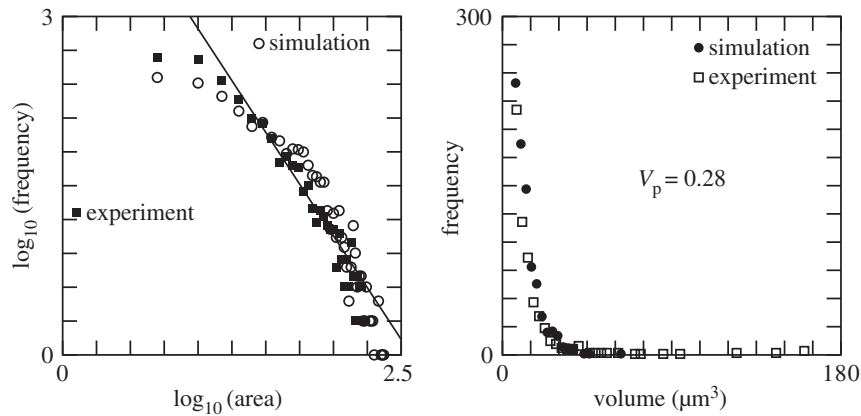 3
simulation
experiment
log10 (frequency)
0
0
2.5
log10 (area)
300
simulation
experiment
Vp = 0.28
frequency
0
0
180
volume (μm³)